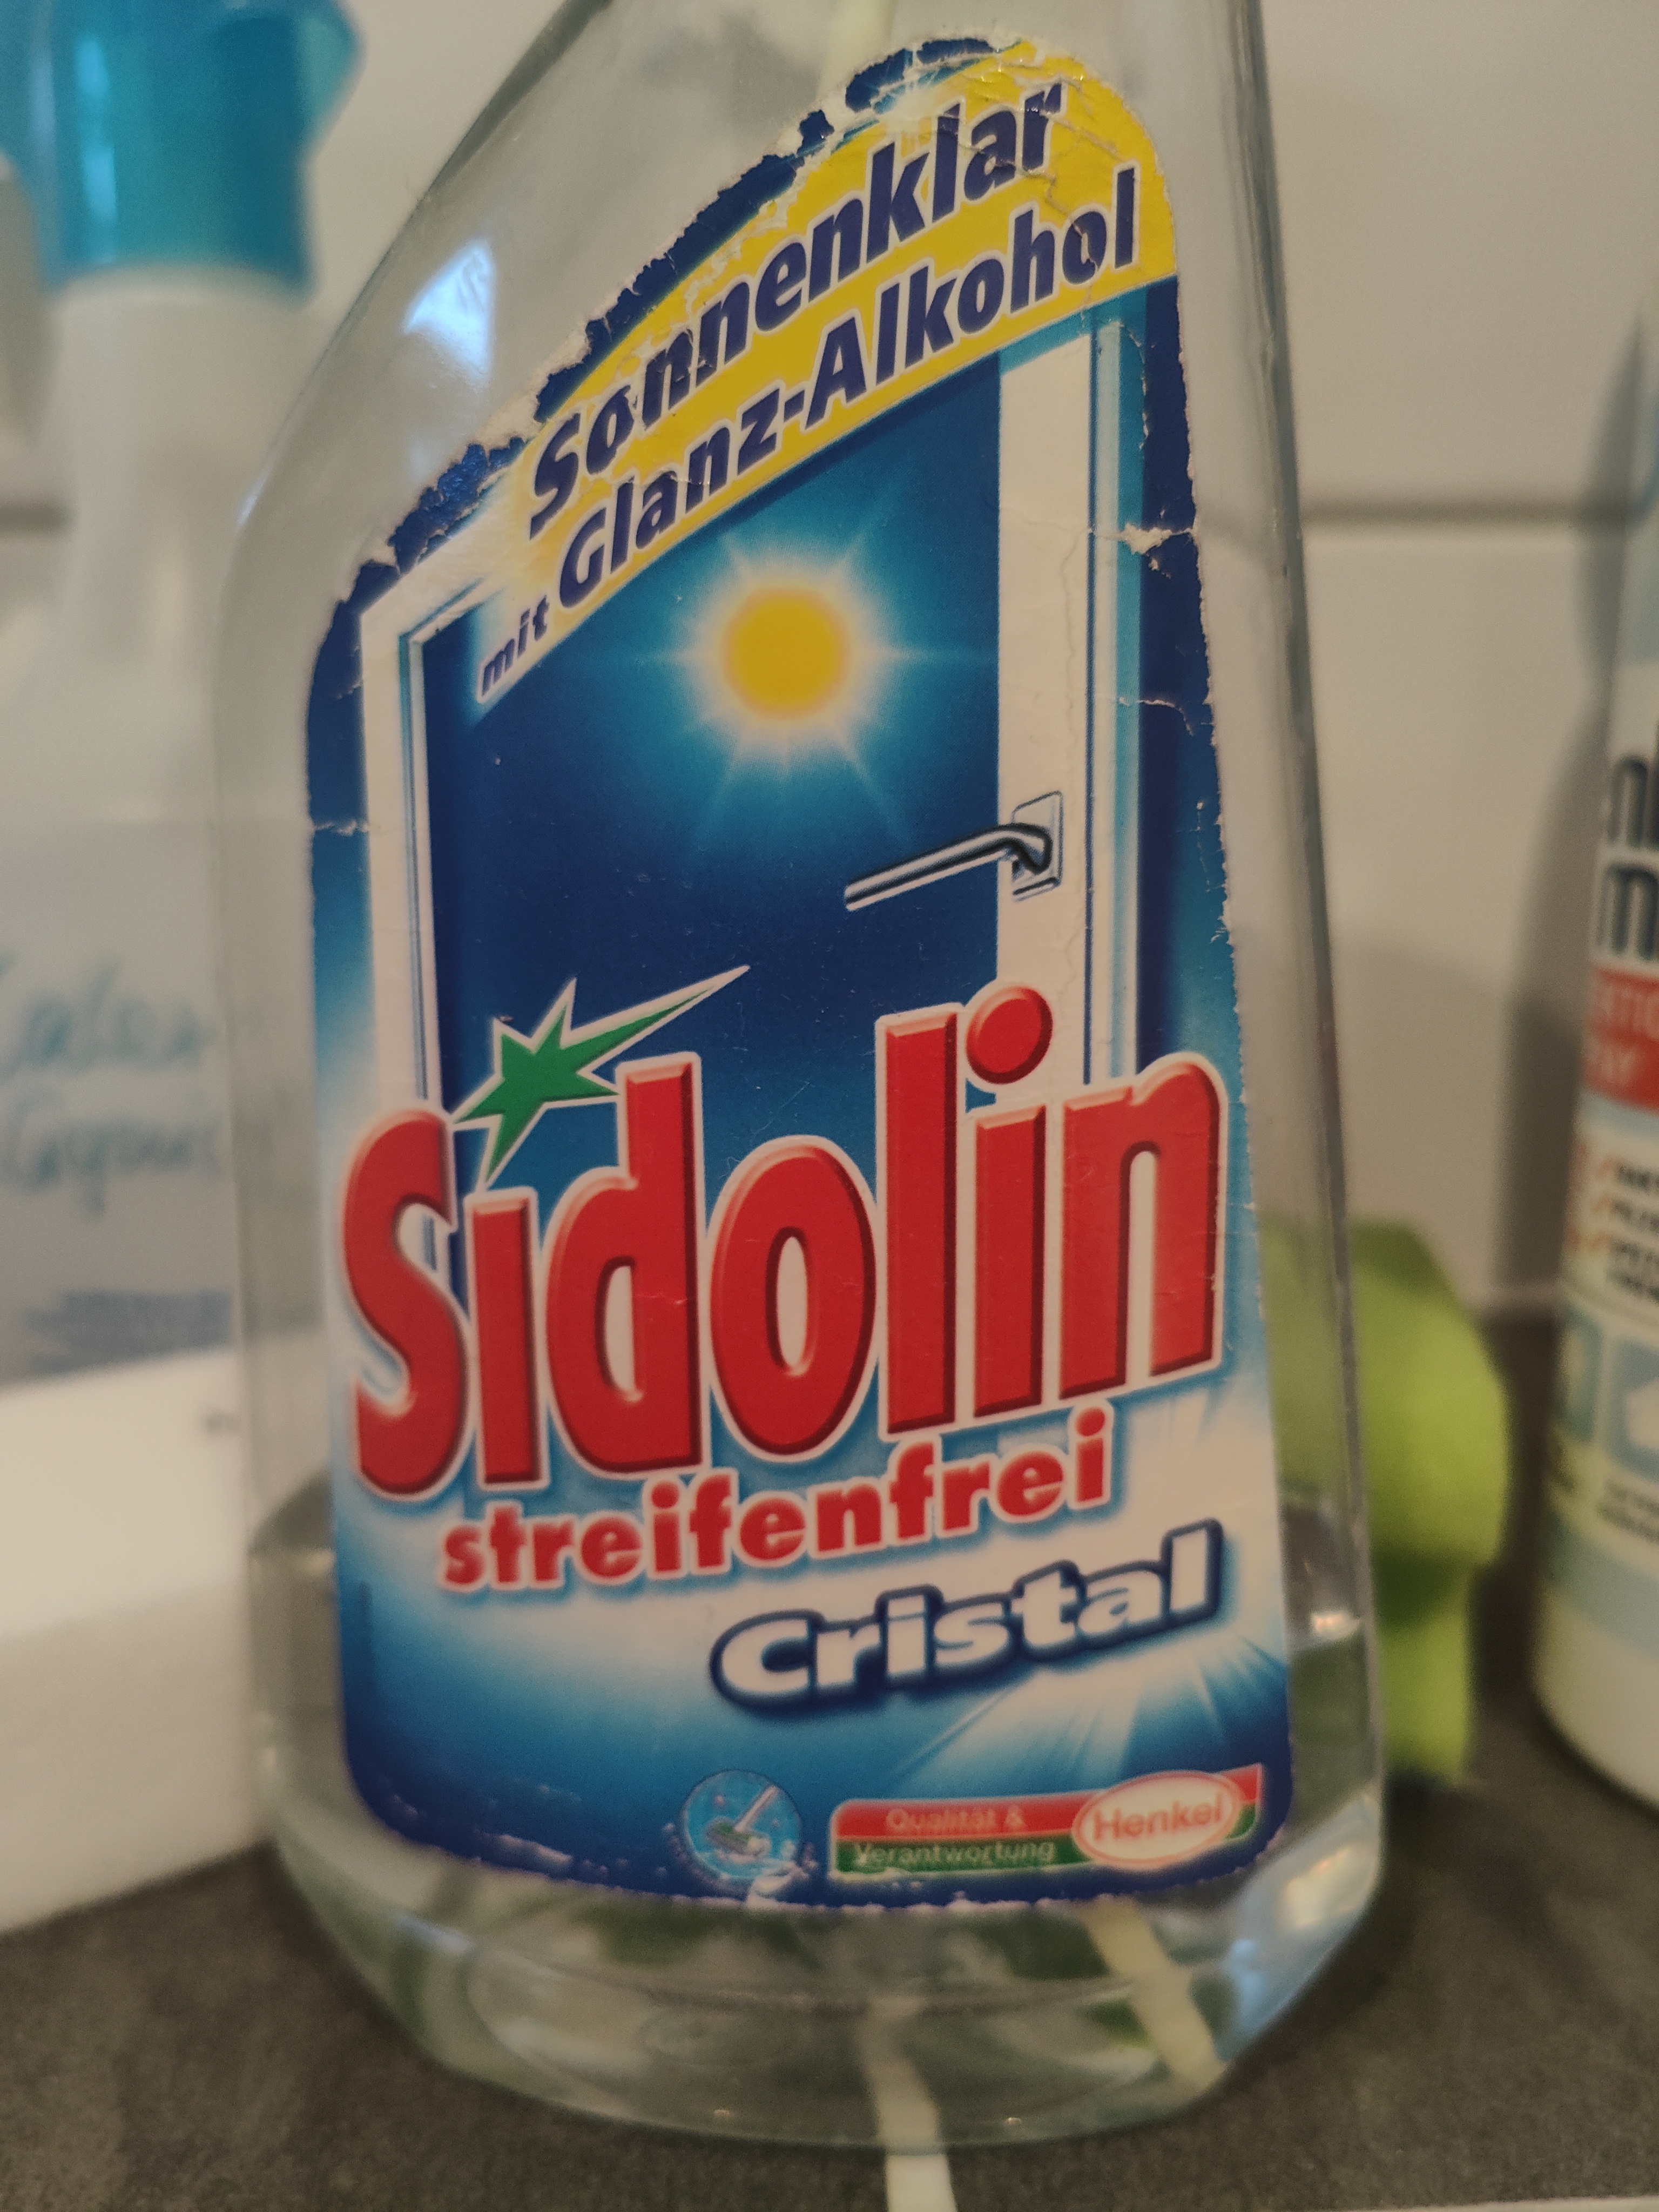 Sonnenklar
mit Glanz-Alkohol
Sidolin
streifenfrei
Cristal
Qualität &
Verantwortung
Henkel